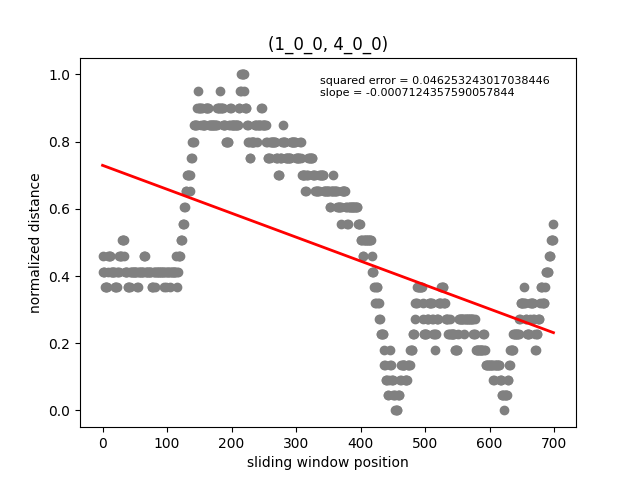 (1_0_0, 4_0_0)
squared error = 0.046253243017038446
slope = -0.0007124357590057844
1.0
0.8
0.6
0.4
0.2
0.0
normalized distance
0 100 200 300 400 500 600 700
sliding window position